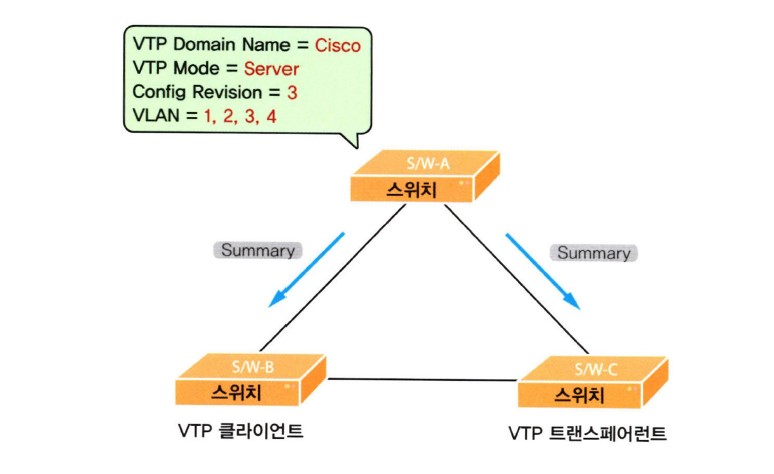 VTP Domain Name = Cisco
VTP Mode = Server
Config Revision = 3
VLAN = 1, 2, 3, 4
S/W-A
스위치
Summary
Summary
S/W-B
스위치
S/W-C
스위치
VTP 클라이언트
VTP 트랜스페어런트